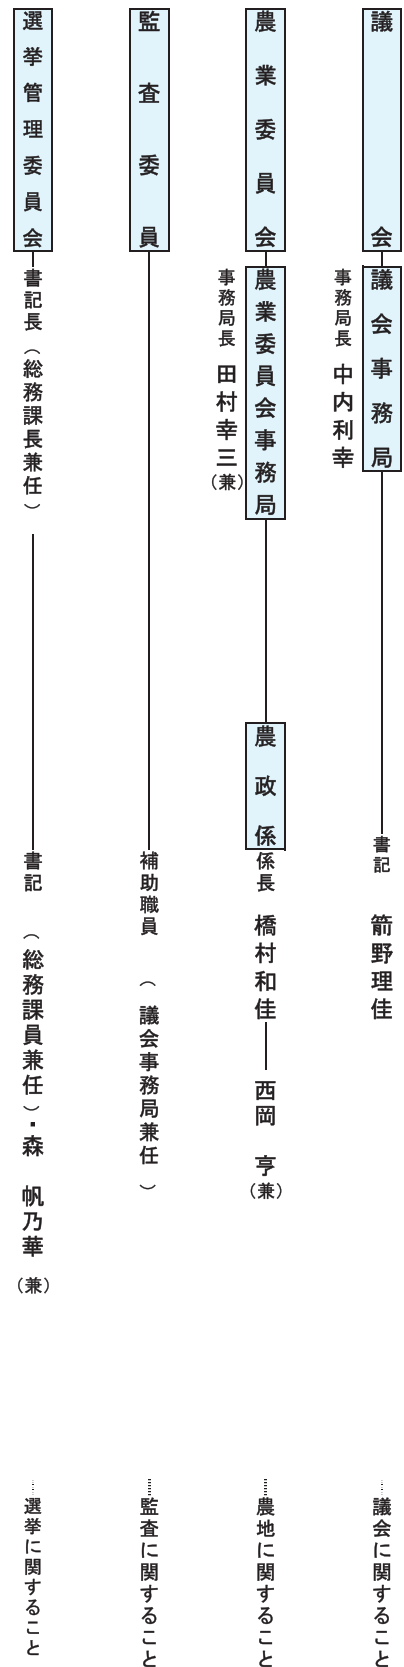 議会
議会事務局
事務局長 中内利幸
書記 箭野理佳
議会に関すること
農業委員会
農業委員会事務局
事務局長 田村幸三（兼）
農政係
係長 橋村和佳
西岡 亨（兼）
農地に関すること
監査委員
補助職員 （議会事務局兼任）
監査に関すること
選挙管理委員会
書記長（総務課長兼任）
書記 （総務課員兼任）・森 帆乃華（兼）
選挙に関すること